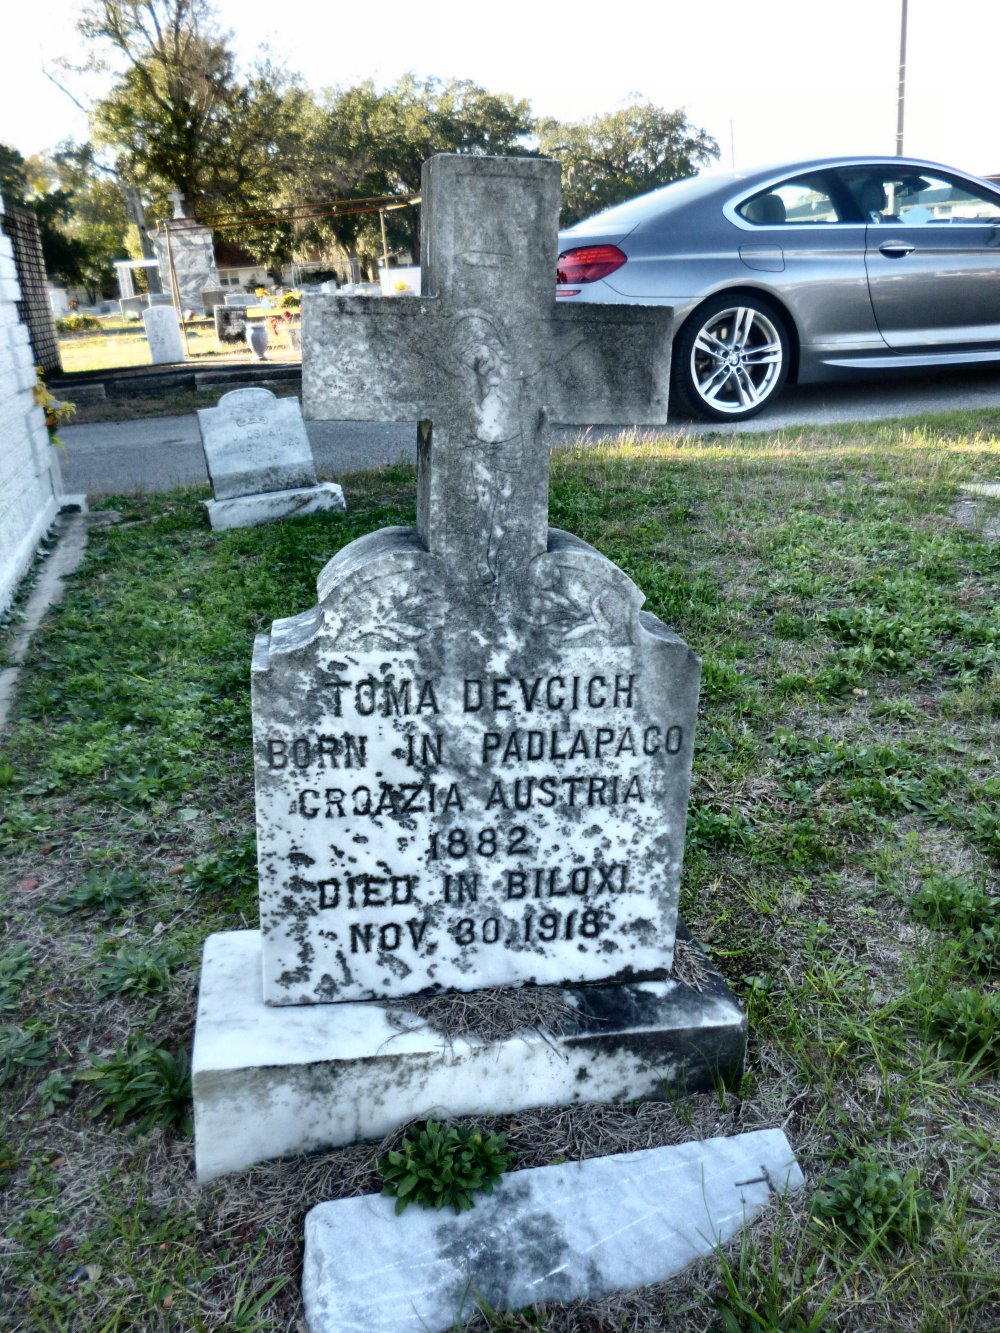 TOMA DEVCICH
BORN IN PADLAPACO
CROAZIA AUSTRIA
1882
DIED IN BILOXI
NOV 30 1918